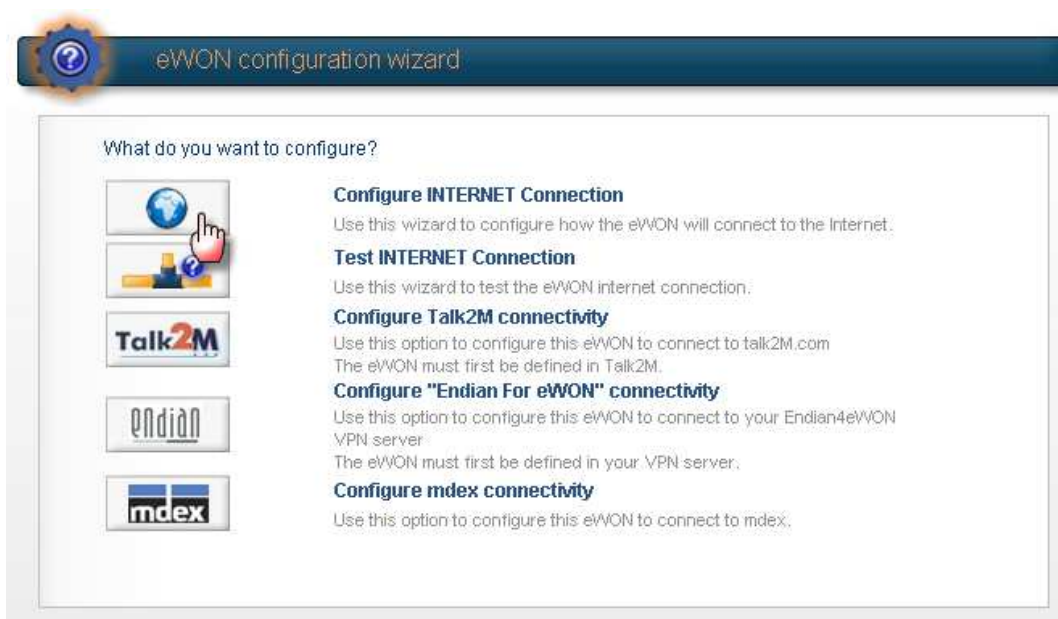 eWON configuration wizard
What do you want to configure?
Configure INTERNET Connection
Use this wizard to configure how the eWON will connect to the Internet.
Test INTERNET Connection
Use this wizard to test the eWON internet connection.
Talk2M
Configure Talk2M connectivity
Use this option to configure this eWON to connect to talk2M.com
The eWON must first be defined in Talk2M.
endian
Configure "Endian For eWON" connectivity
Use this option to configure this eWON to connect to your Endian4eWON
VPN server
The eWON must first be defined in your VPN server.
mdex
Configure mdex connectivity
Use this option to configure this eWON to connect to mdex.